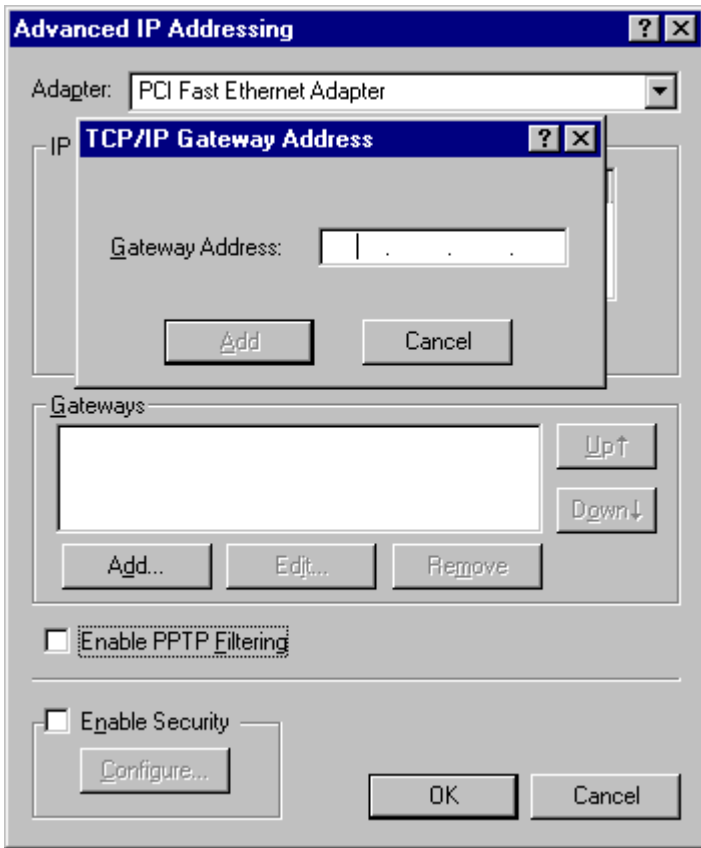 Advanced IP Addressing
Adapter: PCI Fast Ethernet Adapter
IP
TCP/IP Gateway Address
Gateway Address: . . .
Add Cancel
Gateways
Up↑
Down↓
Add... Edit... Remove
Enable PPTP Filtering
Enable Security
Configure...
OK Cancel